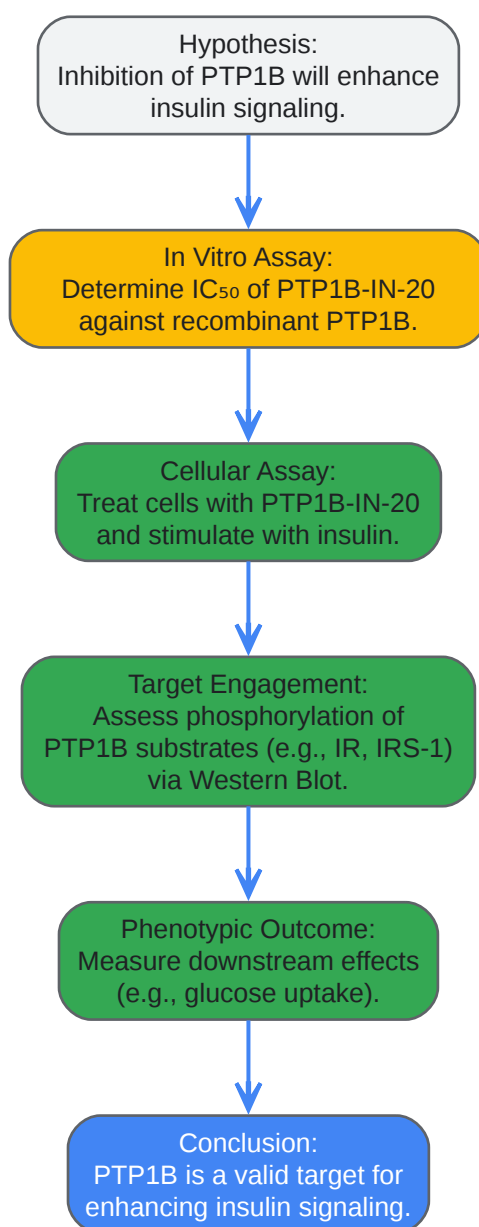 Hypothesis:
Inhibition of PTP1B will enhance
insulin signaling.
In Vitro Assay:
Determine IC₅₀ of PTP1B-IN-20
against recombinant PTP1B.
Cellular Assay:
Treat cells with PTP1B-IN-20
and stimulate with insulin.
Target Engagement:
Assess phosphorylation of
PTP1B substrates (e.g., IR, IRS-1)
via Western Blot.
Phenotypic Outcome:
Measure downstream effects
(e.g., glucose uptake).
Conclusion:
PTP1B is a valid target for
enhancing insulin signaling.